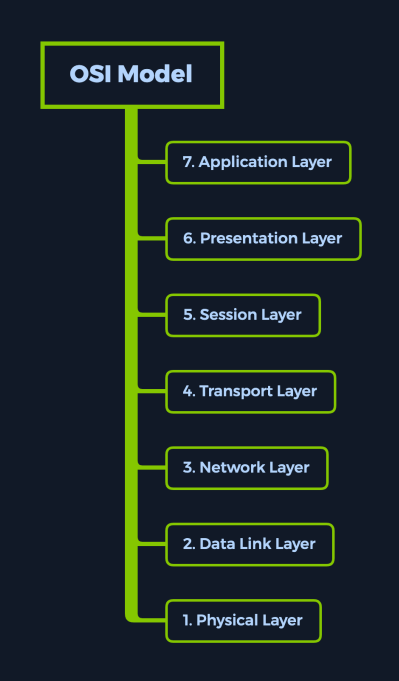 OSI Model
7. Application Layer
6. Presentation Layer
5. Session Layer
4. Transport Layer
3. Network Layer
2. Data Link Layer
1. Physical Layer